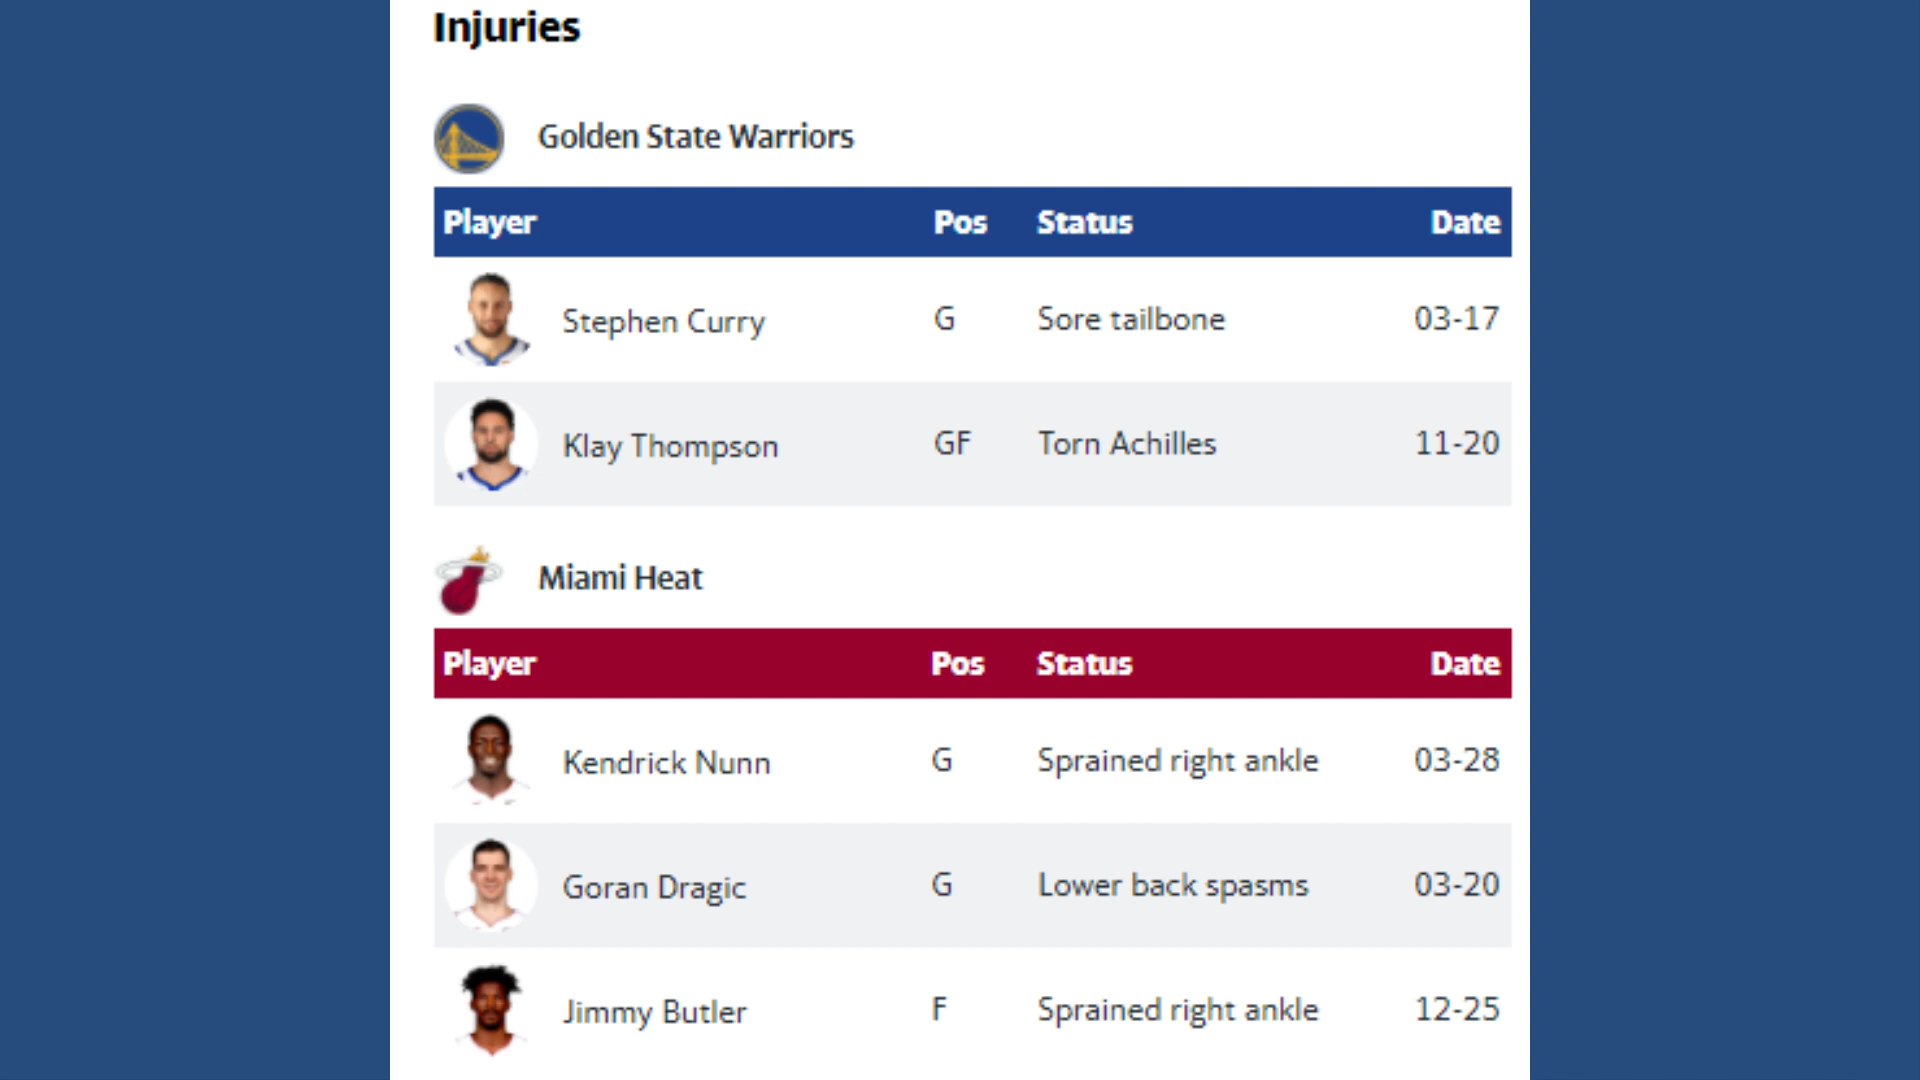 Injuries
Golden State Warriors
Player Pos Status Date
Stephen Curry G Sore tailbone 03-17
Klay Thompson GF Torn Achilles 11-20
Miami Heat
Player Pos Status Date
Kendrick Nunn G Sprained right ankle 03-28
Goran Dragic G Lower back spasms 03-20
Jimmy Butler F Sprained right ankle 12-25